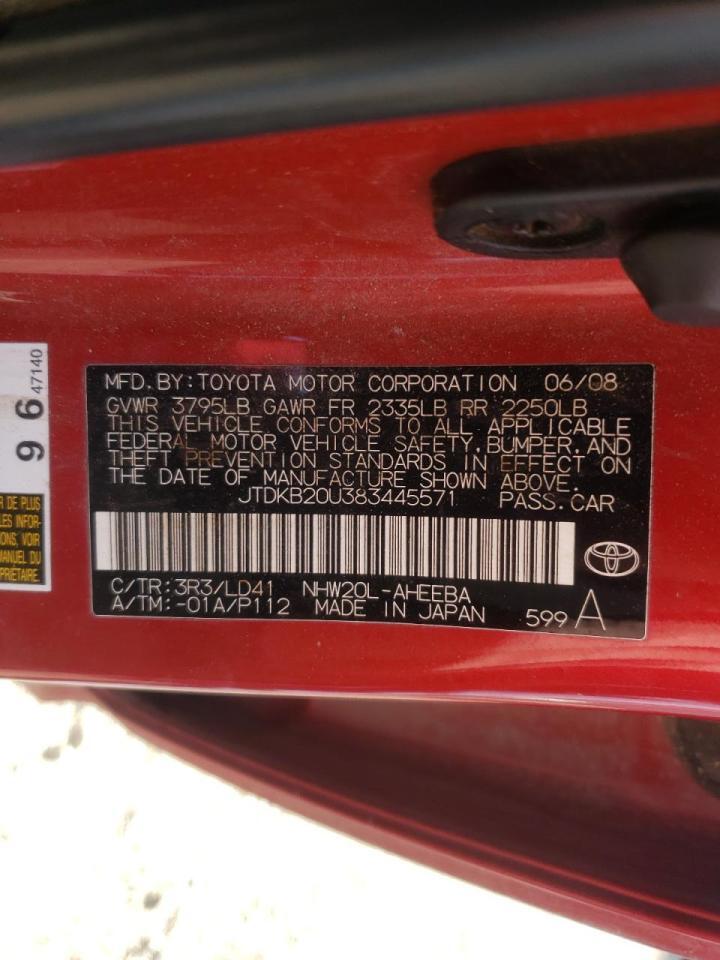 MFD.BY:TOYOTA MOTOR CORPORATION 06/08
GVWR 3795LB GAWR FR 2335LB RR 2250LB
THIS VEHICLE CONFORMS TO ALL APPLICABLE
FEDERAL MOTOR VEHICLE SAFETY,BUMPER,AND
THEFT PREVENTION STANDARDS IN EFFECT ON
THE DATE OF MANUFACTURE SHOWN ABOVE.
JTDKB20U383445571 PASS.CAR
C/TR:3R3/LD41 NHW20L-AHEEBA
A/TM:-01A/P112 MADE IN JAPAN 599 A
96 47140
DE PLUS
LES INFOR-
S, VOIR
MANUEL DU
PRIÉTAIRE.